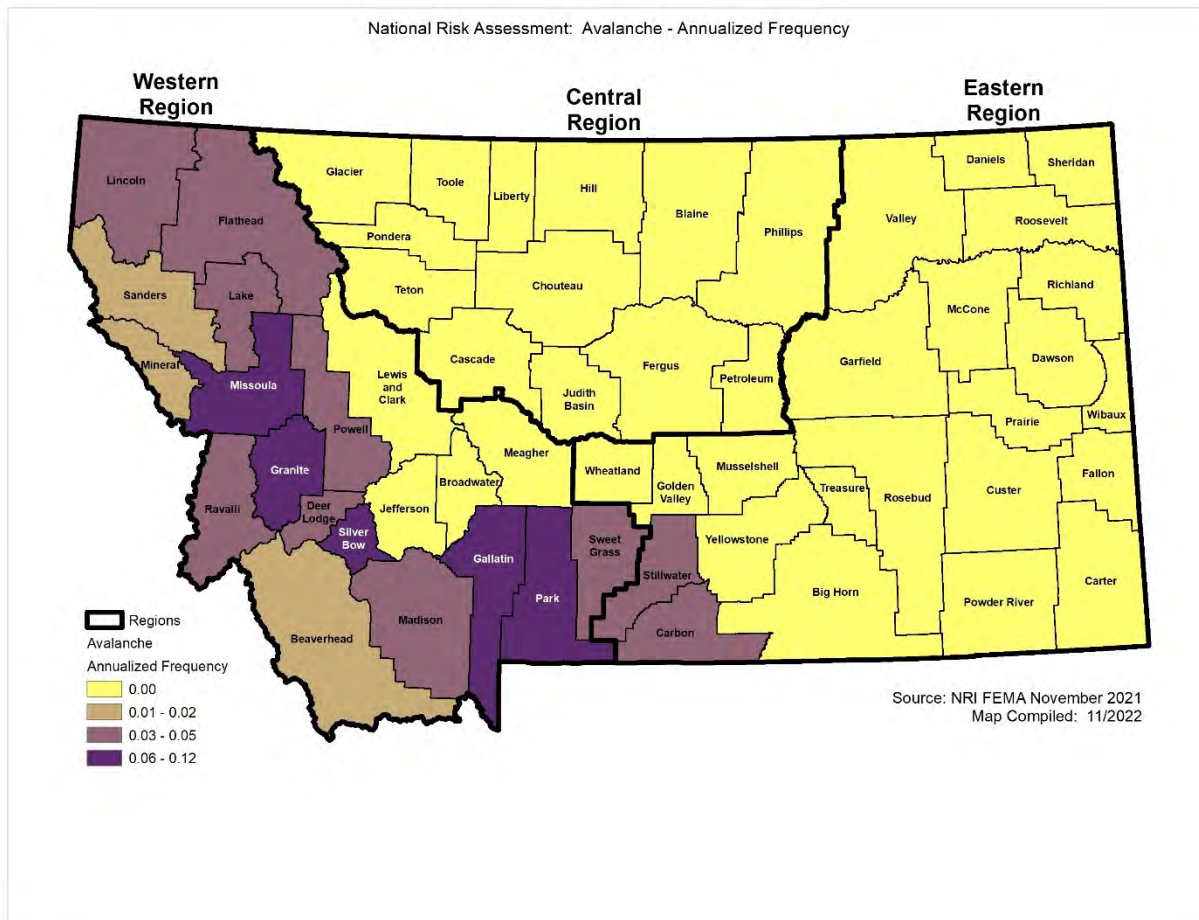 National Risk Assessment: Avalanche - Annualized Frequency
Western
Region
Central
Region
Eastern
Region
Lincoln
Flathead
Glacier
Toole
Liberty
Hill
Blaine
Phillips
Valley
Daniels
Sheridan
Roosevelt
Pondera
Teton
Chouteau
Sanders
Lake
Richland
McCone
Mineral
Missoula
Lewis
and
Clark
Cascade
Judith
Basin
Fergus
Petroleum
Garfield
Dawson
Prairie
Wibaux
Powell
Granite
Meagher
Wheatland
Golden
Valley
Musselshell
Treasure
Rosebud
Custer
Fallon
Ravalli
Deer
Lodge
Silver
Bow
Jefferson
Broadwater
Gallatin
Park
Sweet
Grass
Stillwater
Yellowstone
Big Horn
Powder River
Carter
Beaverhead
Madison
Carbon
Regions
Avalanche
Annualized Frequency
0.00
0.01 - 0.02
0.03 - 0.05
0.06 - 0.12
Source: NRI FEMA November 2021
Map Compiled: 11/2022